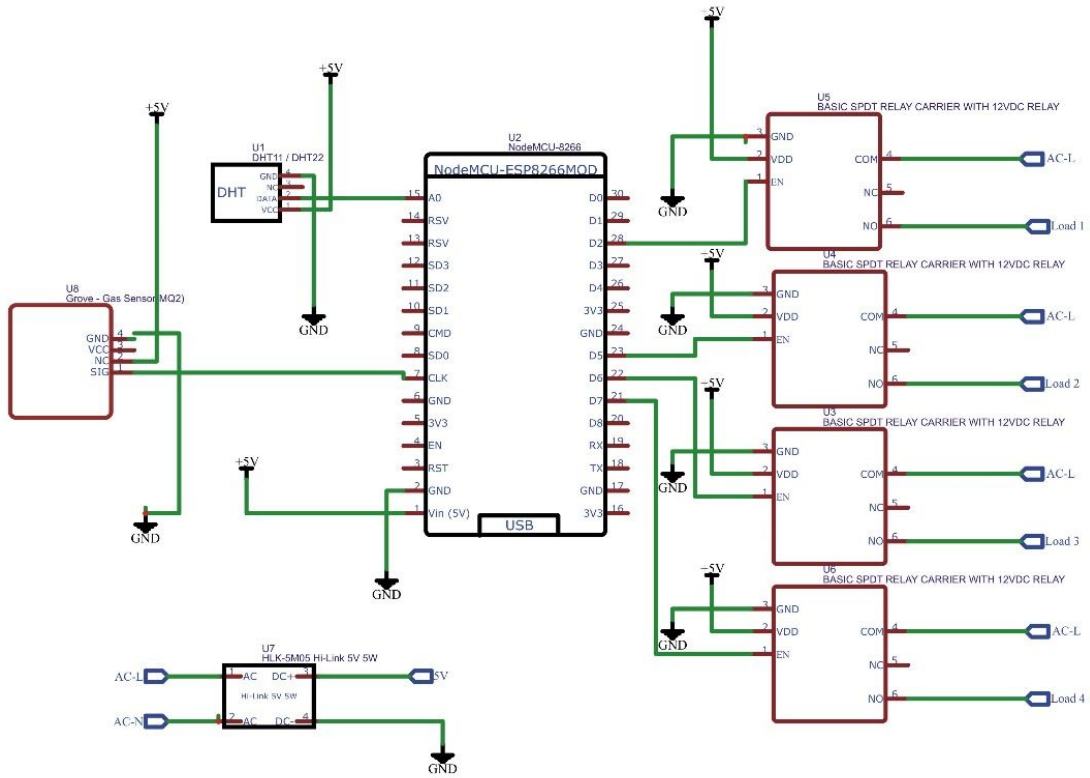 +5V
U5
BASIC SPDT RELAY CARRIER WITH 12VDC RELAY
3 GND
2 VDD
1 EN
COM 4
NC 5
NO 6
AC-L
Load 1
GND
+5V
+5V
U1
DHT11 / DHT22
DHT
GND 4
NC 3
DATA 2
VCC 1
GND
U8
Grove - Gas Sensor MQ2)
GND 4
VCC 3
NC 2
SIG 1
GND
U2
NodeMCU-8266
NodeMCU-ESP8266MOD
15 A0
14 RSV
13 RSV
12 SD3
11 SD2
10 SD1
9 CMD
8 SD0
7 CLK
6 GND
5 3V3
4 EN
3 RST
2 GND
1 Vin (5V)
D0 30
D1 29
D2 28
D3 27
D4 26
3V3 25
GND 24
D5 23
D6 22
D7 21
D8 20
RX 19
TX 18
GND 17
3V3 16
USB
+5V
GND
+5V
U4
BASIC SPDT RELAY CARRIER WITH 12VDC RELAY
3 GND
2 VDD
1 EN
COM 4
NC 5
NO 6
AC-L
Load 2
GND
+5V
U3
BASIC SPDT RELAY CARRIER WITH 12VDC RELAY
3 GND
2 VDD
1 EN
COM 4
NC 5
NO 6
AC-L
Load 3
GND
+5V
U6
BASIC SPDT RELAY CARRIER WITH 12VDC RELAY
3 GND
2 VDD
1 EN
COM 4
NC 5
NO 6
AC-L
Load 4
GND
U7
HLK-5M05 Hi-Link 5V 5W
AC-L
AC-N
1 AC
2 AC
Hi-Link 5V 5W
DC+ 3
DC- 4
5V
GND